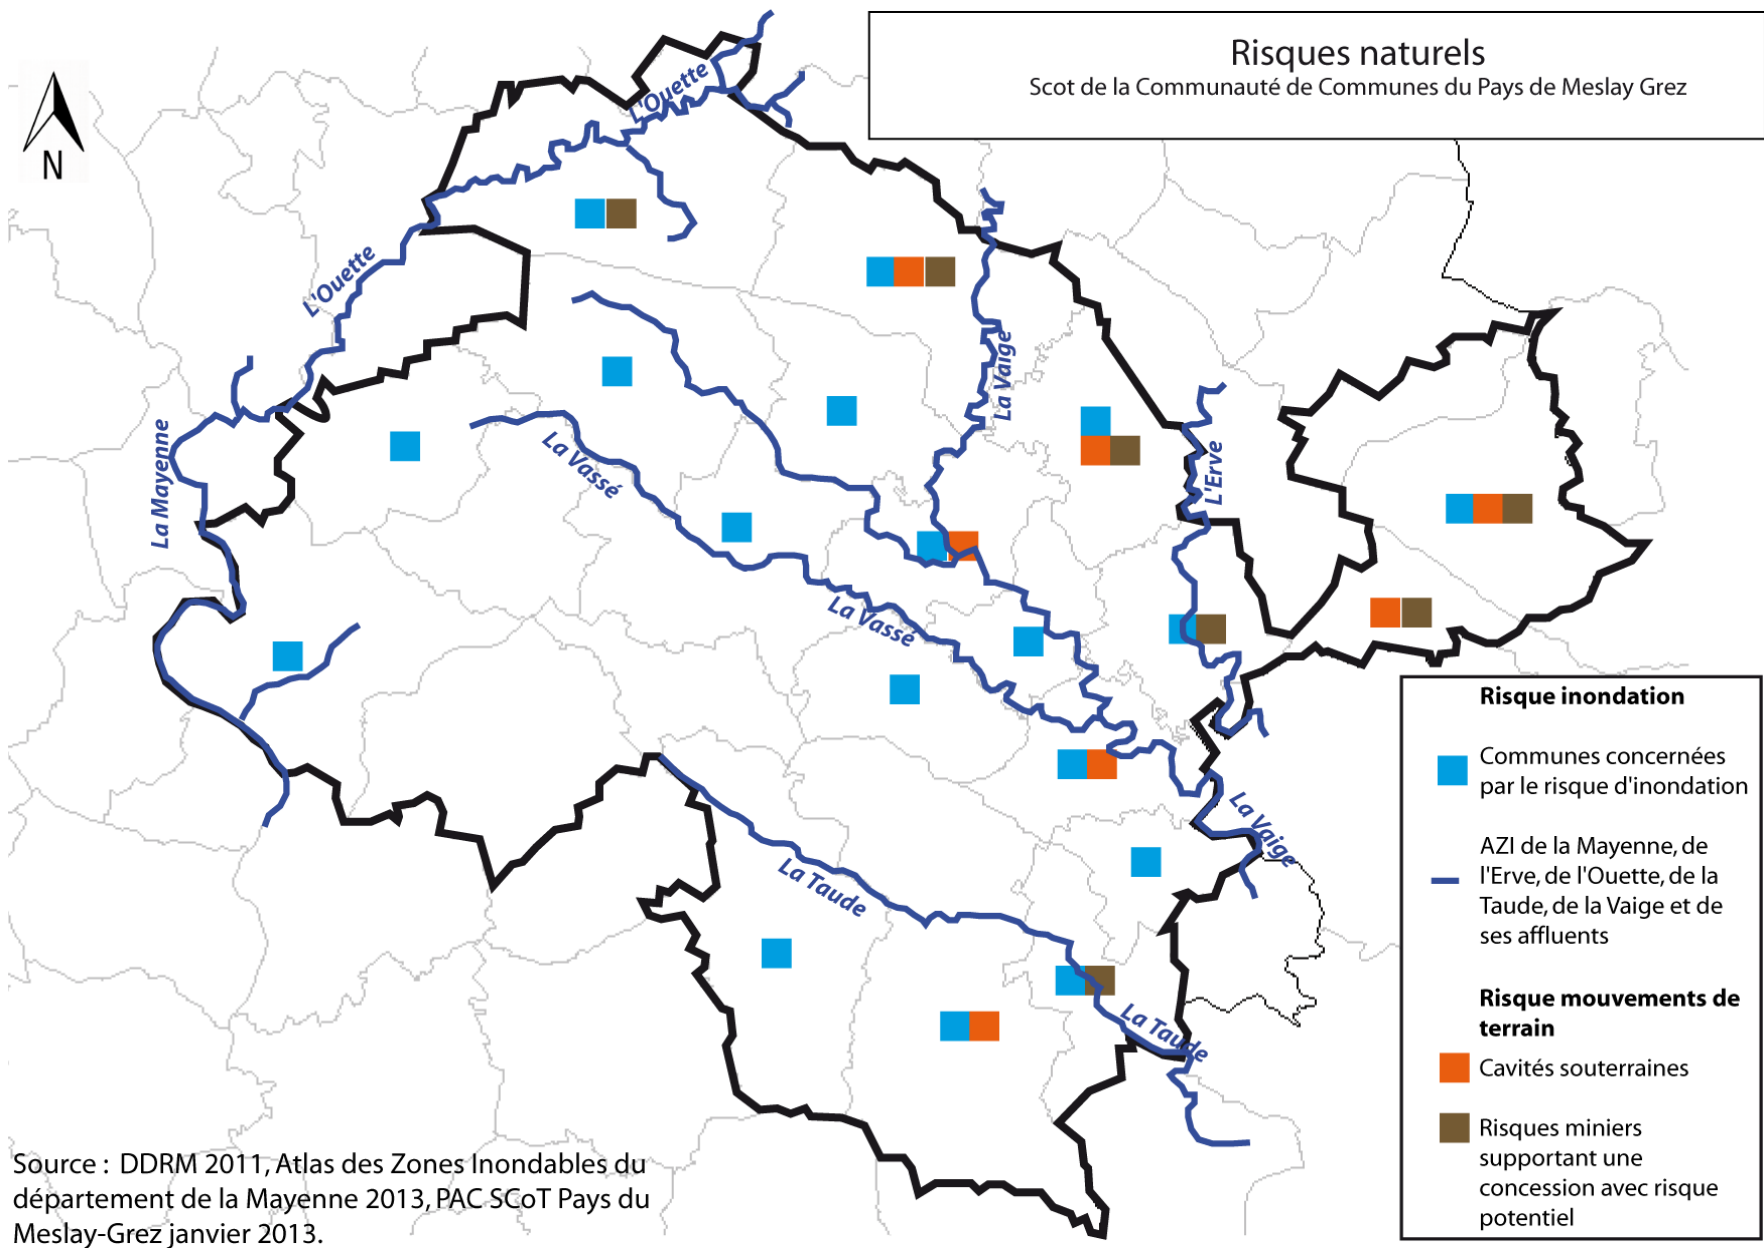 Risques naturels
Scot de la Communauté de Communes du Pays de Meslay Grez
N
L'Ouette
L'Ouette
La Vaige
La Mayenne
La Vassé
L'Erve
La Vassé
La Vaige
La Taude
La Taude
Risque inondation
Communes concernées
par le risque d'inondation
AZI de la Mayenne, de
l'Erve, de l'Ouette, de la
Taude, de la Vaige et de
ses affluents
Risque mouvements de
terrain
Cavités souterraines
Risques miniers
supportant une
concession avec risque
potentiel
Source : DDRM 2011, Atlas des Zones Inondables du
département de la Mayenne 2013, PAC SCoT Pays du
Meslay-Grez janvier 2013.